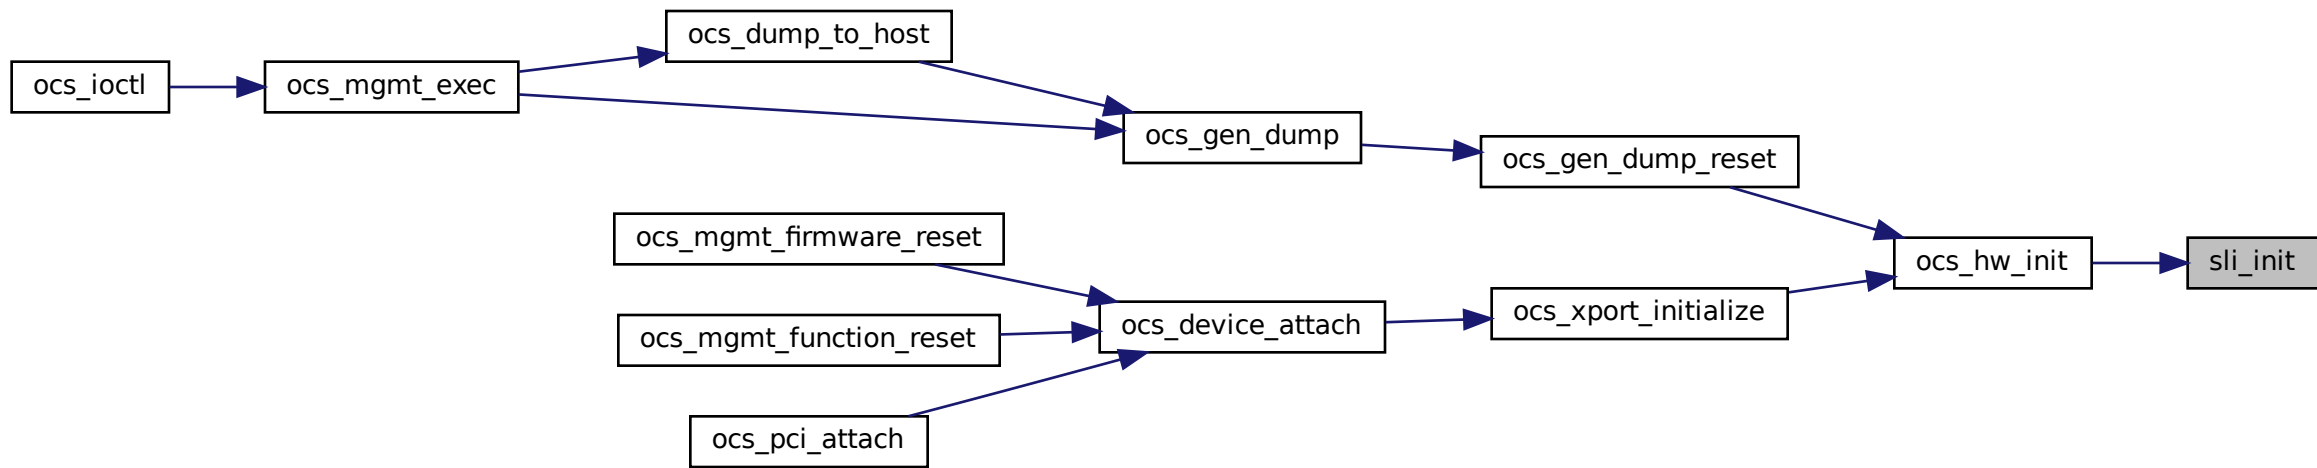 ocs_dump_to_host
ocs_ioctl
ocs_mgmt_exec
ocs_gen_dump
ocs_gen_dump_reset
ocs_mgmt_firmware_reset
ocs_hw_init
sli_init
ocs_xport_initialize
ocs_device_attach
ocs_mgmt_function_reset
ocs_pci_attach